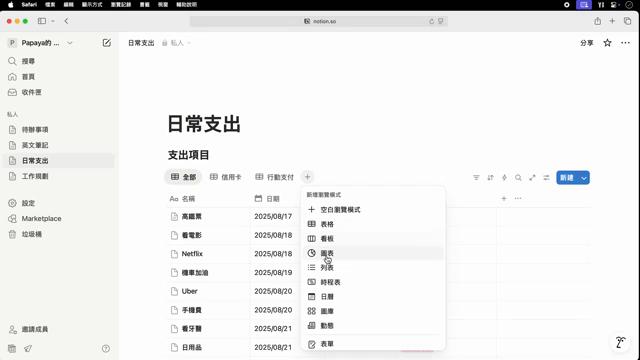 Safari 檔案 編輯 顯示方式 瀏覽記錄 書籤 視窗 輔助說明
notion.so
Papaya的 ...
日常支出 私人
分享
搜尋
首頁
收件匣
私人
待辦事項
英文筆記
日常支出
工作規劃
設定
Marketplace
垃圾桶
邀請成員
日常支出
支出項目
全部 信用卡 行動支付
新建
Aa 名稱 日期
高鐵票 2025/08/17
看電影 2025/08/18
Netflix 2025/08/18
機車加油 2025/08/19
Uber 2025/08/20
手機費 2025/08/20
看牙醫 2025/08/21
日用品 2025/08/21
新增瀏覽模式
空白瀏覽模式
表格
看板
圖表
列表
時程表
日曆
圖庫
動態
表單